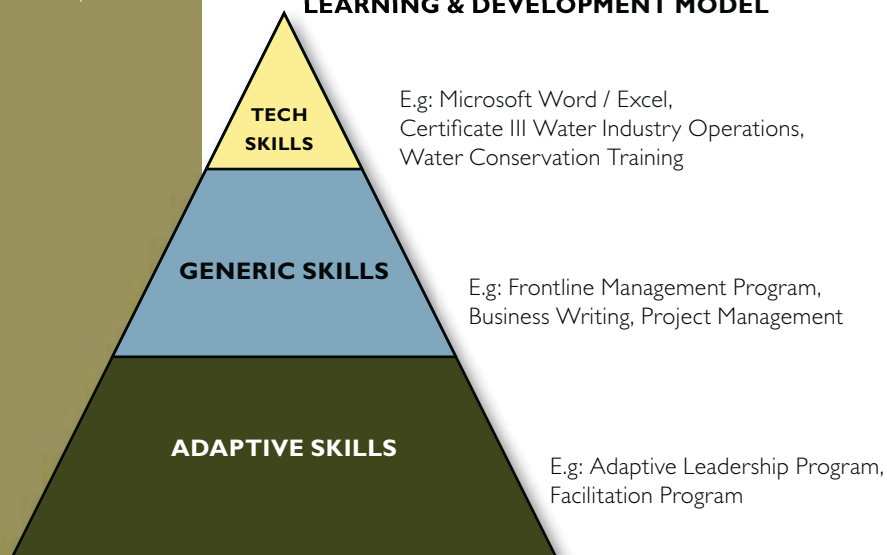 LEARNING & DEVELOPMENT MODEL
TECH
SKILLS
E.g: Microsoft Word / Excel,
Certificate III Water Industry Operations,
Water Conservation Training
GENERIC SKILLS
E.g: Frontline Management Program,
Business Writing, Project Management
ADAPTIVE SKILLS
E.g: Adaptive Leadership Program,
Facilitation Program